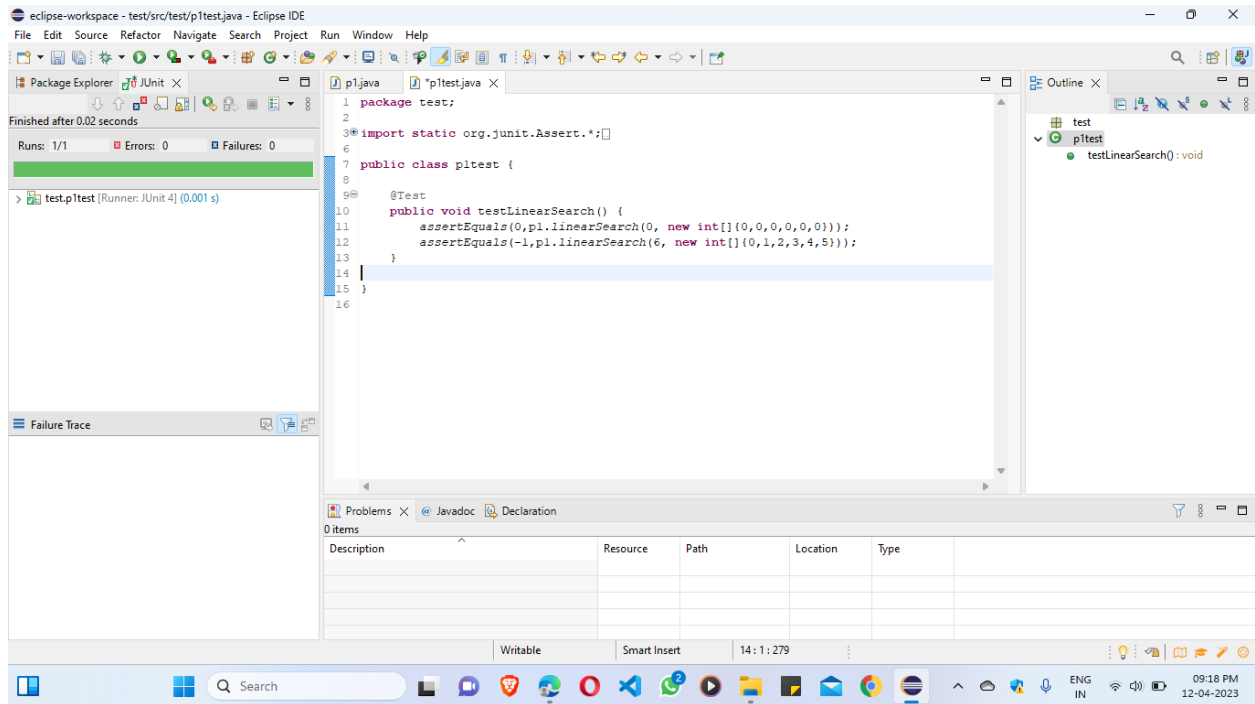 eclipse-workspace - test/src/test/p1test.java - Eclipse IDE
File Edit Source Refactor Navigate Search Project Run Window Help
Package Explorer JUnit
Finished after 0.02 seconds
Runs: 1/1 Errors: 0 Failures: 0
test.p1test [Runner: JUnit 4] (0.001 s)
Failure Trace
p1.java *p1test.java
1 package test;
2
3 import static org.junit.Assert.*;
6
7 public class p1test {
8
9 @Test
10 public void testLinearSearch() {
11 assertEquals(0,p1.linearSearch(0, new int[]{0,0,0,0,0,0}));
12 assertEquals(-1,p1.linearSearch(6, new int[]{0,1,2,3,4,5}));
13 }
14
15 }
16
Outline
test
p1test
testLinearSearch() : void
Problems @ Javadoc Declaration
0 items
Description Resource Path Location Type
Writable Smart Insert 14 : 1 : 279
Search
2
ENG
IN
09:18 PM
12-04-2023